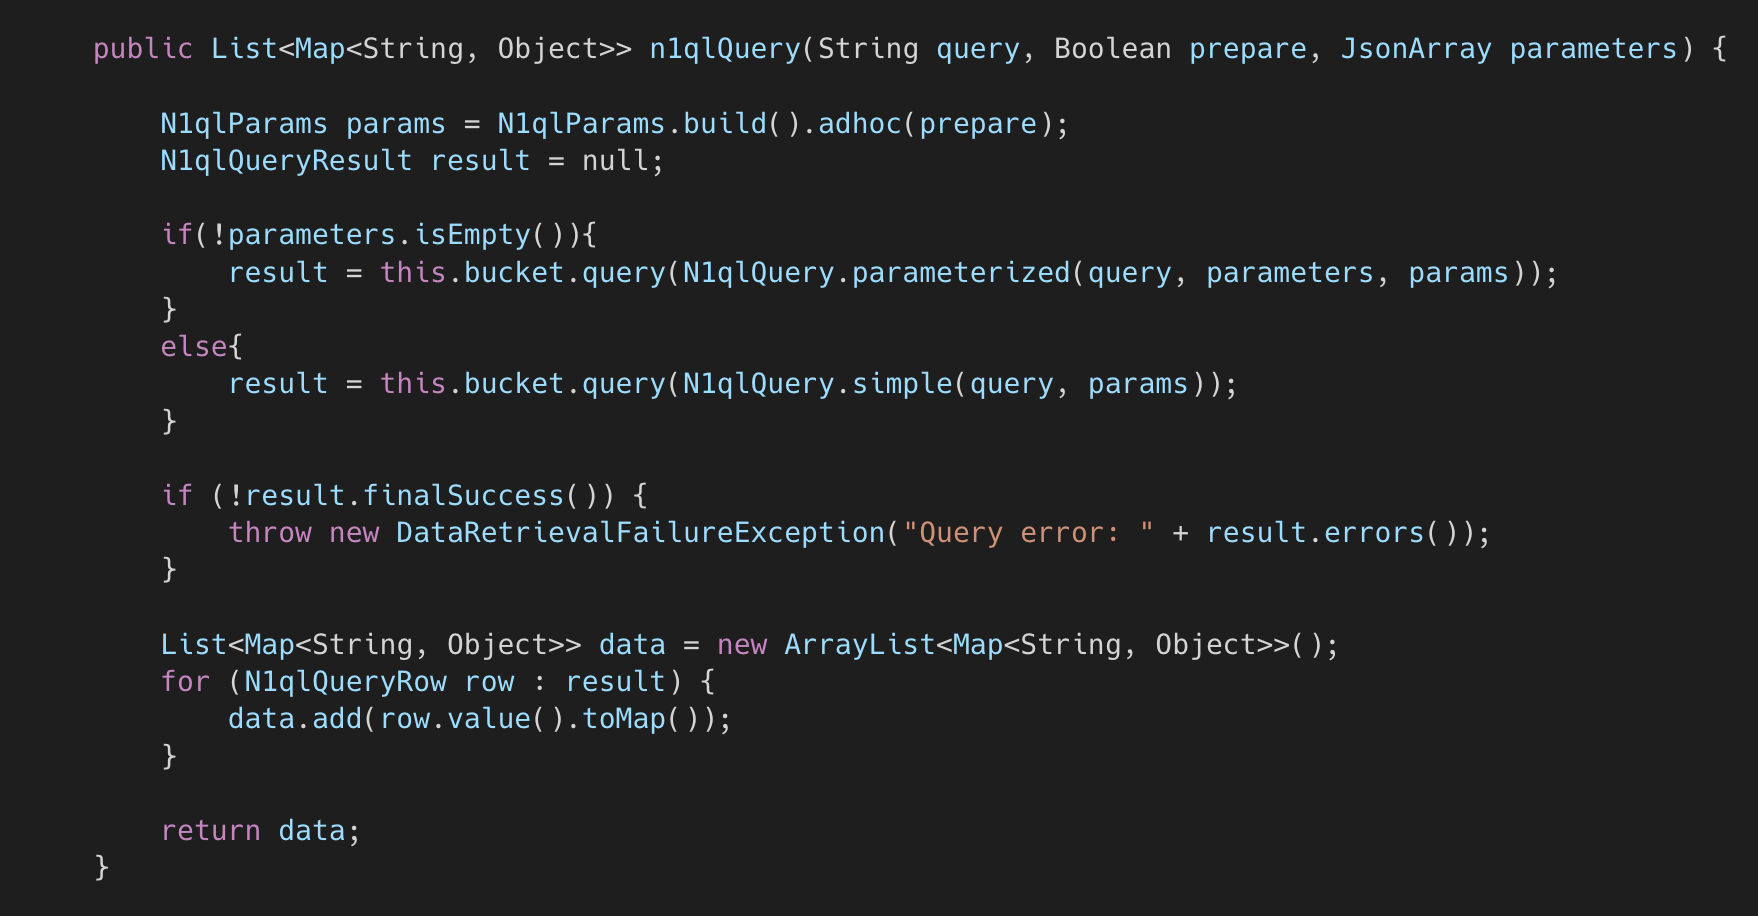 public List<Map<String, Object>> n1qlQuery(String query, Boolean prepare, JsonArray parameters) {
N1qlParams params = N1qlParams.build().adhoc(prepare);
N1qlQueryResult result = null;
if(!parameters.isEmpty()){
result = this.bucket.query(N1qlQuery.parameterized(query, parameters, params));
}
else{
result = this.bucket.query(N1qlQuery.simple(query, params));
}
if (!result.finalSuccess()) {
throw new DataRetrievalFailureException("Query error: " + result.errors());
}
List<Map<String, Object>> data = new ArrayList<Map<String, Object>>();
for (N1qlQueryRow row : result) {
data.add(row.value().toMap());
}
return data;
}